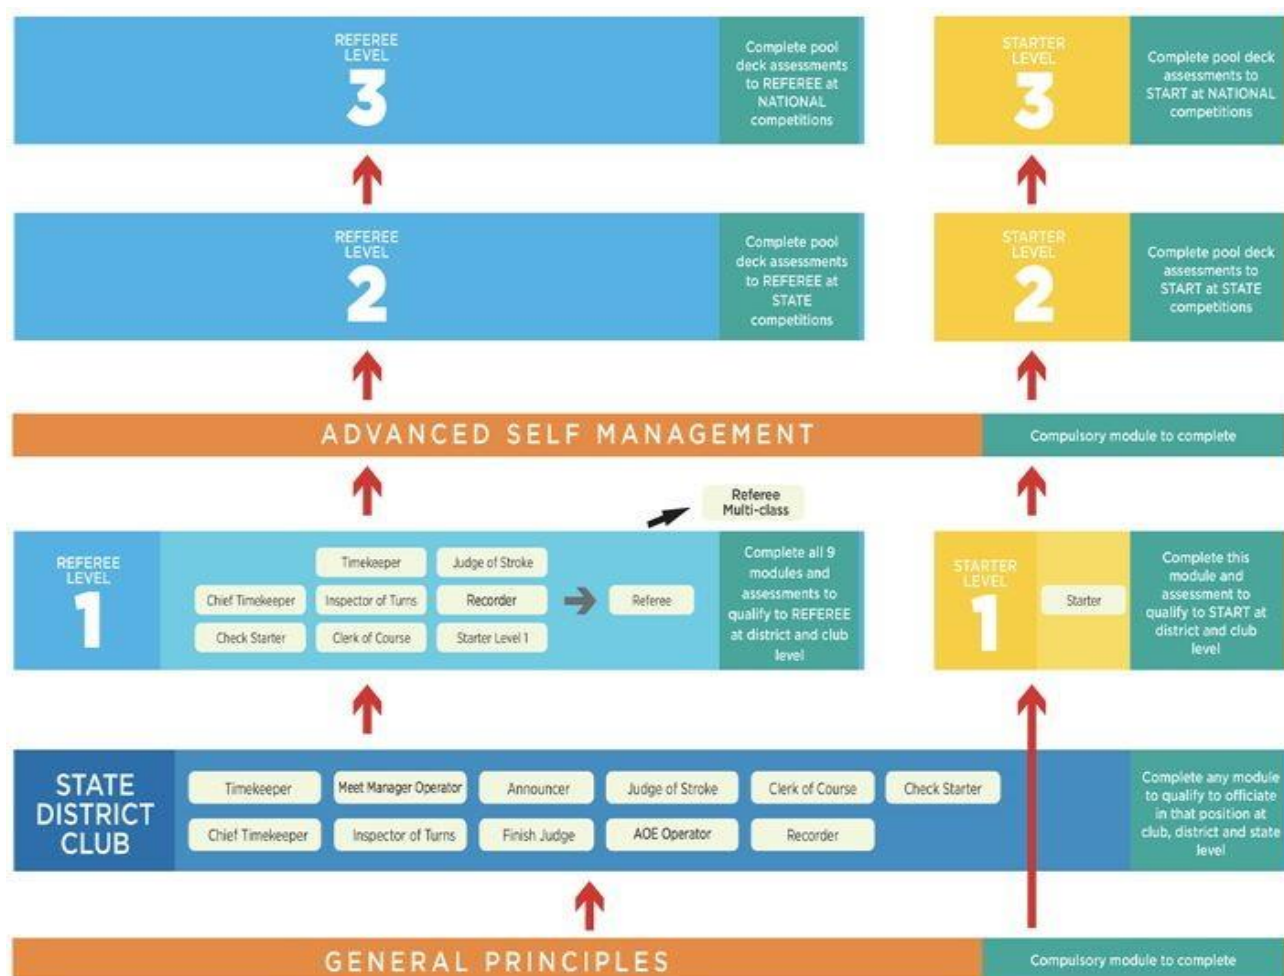 REFEREE
LEVEL
3
Complete pool
deck assessments
to REFEREE at
NATIONAL
competitions
STARTER
LEVEL
3
Complete pool deck
assessments to
START at NATIONAL
competitions
REFEREE
LEVEL
2
Complete pool
deck assessments
to REFEREE at
STATE
competitions
STARTER
LEVEL
2
Complete pool deck
assessments to
START at STATE
competitions
ADVANCED SELF MANAGEMENT
Compulsory module to complete
Referee
Multi-class
REFEREE
LEVEL
1
Timekeeper
Judge of Stroke
Chief Timekeeper
Inspector of Turns
Recorder
Referee
Check Starter
Clerk of Course
Starter Level 1
Complete all 9
modules and
assessments to
qualify to REFEREE
at district and club
level
STARTER
LEVEL
1
Starter
Complete this
module and
assessment to
qualify to START at
district and club
level
STATE
DISTRICT
CLUB
Timekeeper
Meet Manager Operator
Announcer
Judge of Stroke
Clerk of Course
Check Starter
Chief Timekeeper
Inspector of Turns
Finish Judge
AOE Operator
Recorder
Complete any module
to qualify to officiate
in that position at
club, district and state
level
GENERAL PRINCIPLES
Compulsory module to complete